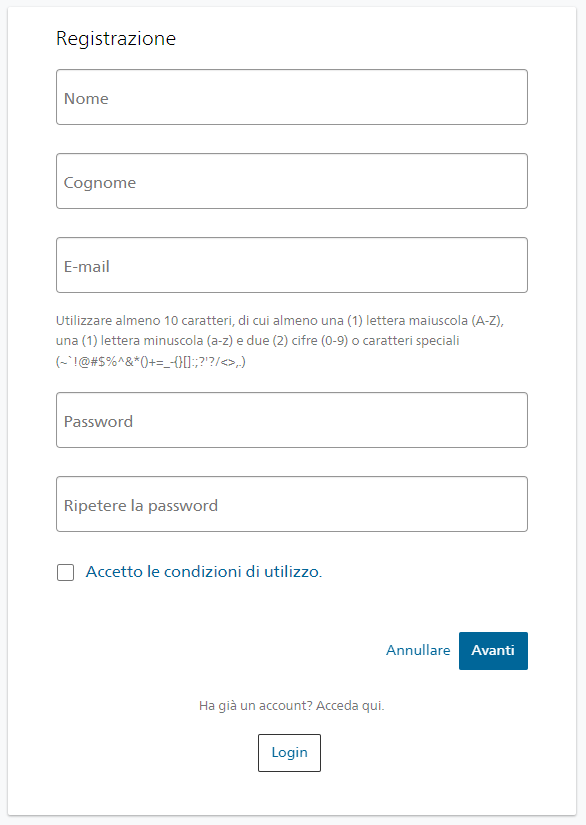 Registrazione
Nome
Cognome
E-mail
Utilizzare almeno 10 caratteri, di cui almeno una (1) lettera maiuscola (A-Z),
una (1) lettera minuscola (a-z) e due (2) cifre (0-9) o caratteri speciali
(~`!@#$%^&*()+=_-{}[]:;?'?/<>,.)
Password
Ripetere la password
Accetto le condizioni di utilizzo.
Annullare Avanti
Ha già un account? Acceda qui.
Login